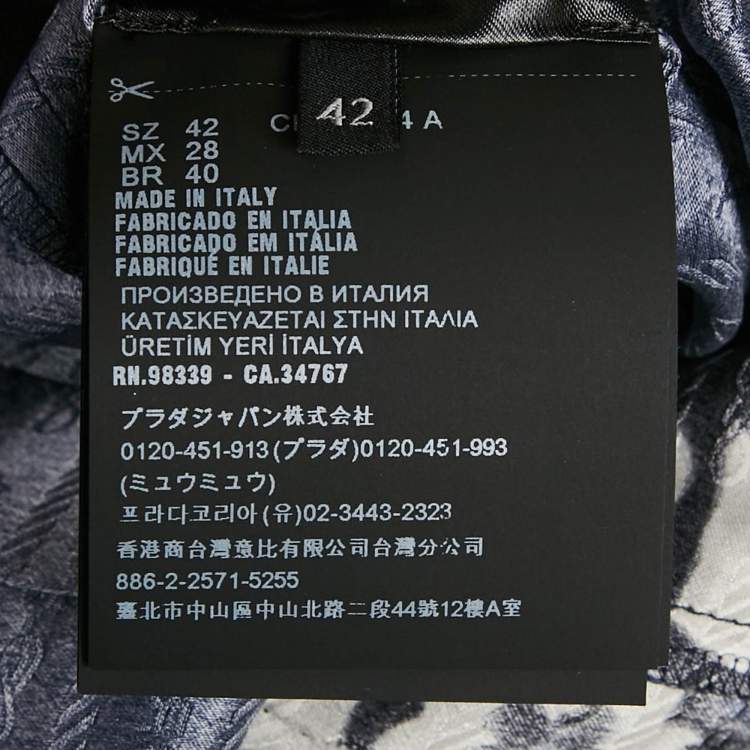 42
SZ 42 C 4 A
MX 28
BR 40
MADE IN ITALY
FABRICADO EN ITALIA
FABRICADO EM ITÁLIA
FABRIQUÉ EN ITALIE
ПРОИЗВЕДЕНО В ИТАЛИЯ
ΚΑΤΑΣΚΕΥΑΖΕΤΑΙ ΣΤΗΝ ΙΤΑΛΙΑ
ÜRETİM YERİ İTALYA
RN.98339 - CA.34767
プラダジャパン株式会社
0120-451-913(プラダ)0120-451-993
(ミュウミュウ)
프라다코리아(유)02-3443-2323
香港商台灣意比有限公司台灣分公司
886-2-2571-5255
臺北市中山區中山北路二段44號12樓A室